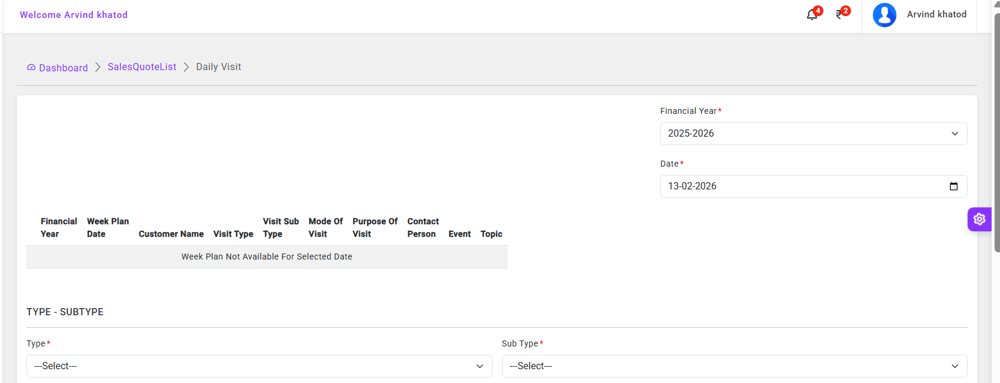 Welcome Arvind khatod
4
₹ 2
Arvind khatod
Dashboard > SalesQuoteList > Daily Visit
Financial Year*
2025-2026
Date*
13-02-2026
Financial Year
Week Plan Date
Customer Name
Visit Type
Visit Sub Type
Mode Of Visit
Purpose Of Visit
Contact Person
Event
Topic
Week Plan Not Available For Selected Date
TYPE - SUBTYPE
Type*
---Select---
Sub Type*
---Select---